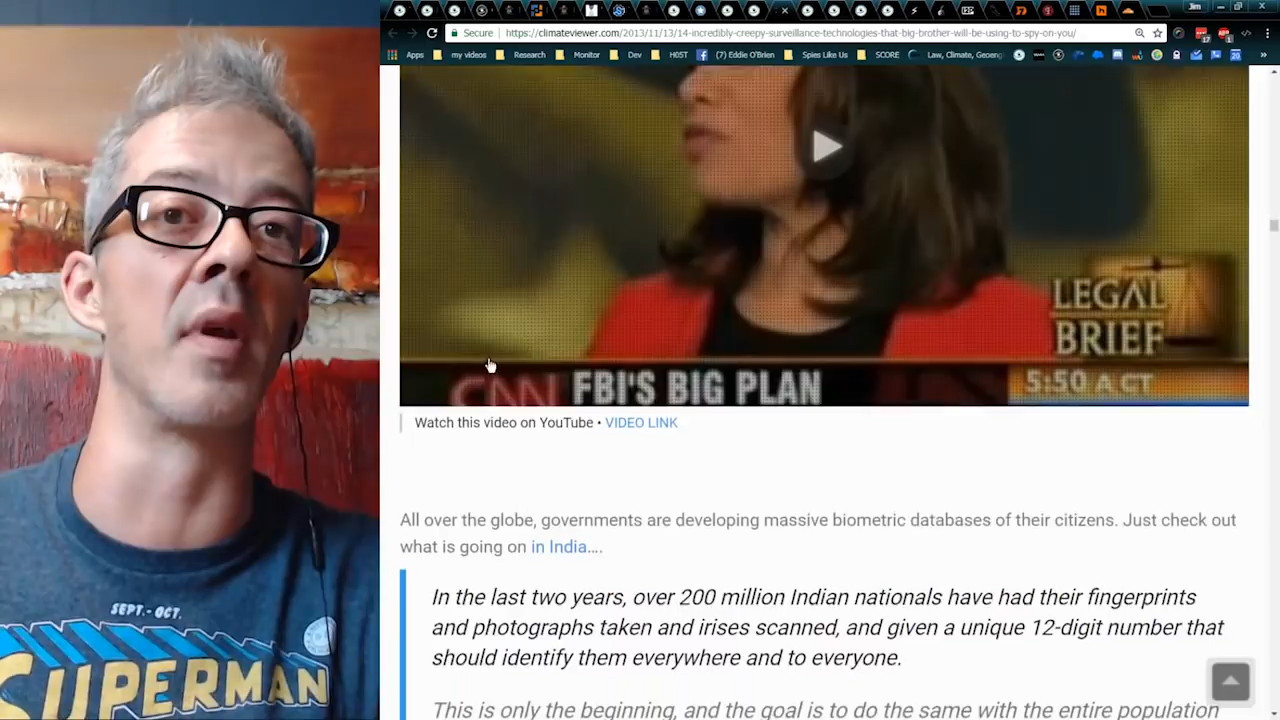 Jim
Secure
https://climateviewer.com/2013/11/13/14-incredibly-creepy-surveillance-technologies-that-big-brother-will-be-using-to-spy-on-you/
Apps my videos Research Monitor Dev H0ST (7) Eddie O'Brien Spies Like Us SCORE Law, Climate, Geoeng
LEGAL
BRIEF
CNN FBI'S BIG PLAN 5:50 A CT
Watch this video on YouTube • VIDEO LINK
All over the globe, governments are developing massive biometric databases of their citizens. Just check out
what is going on in India….
In the last two years, over 200 million Indian nationals have had their fingerprints
and photographs taken and irises scanned, and given a unique 12-digit number that
should identify them everywhere and to everyone.
This is only the beginning, and the goal is to do the same with the entire population
SEPT.-OCT.
SUPERMAN